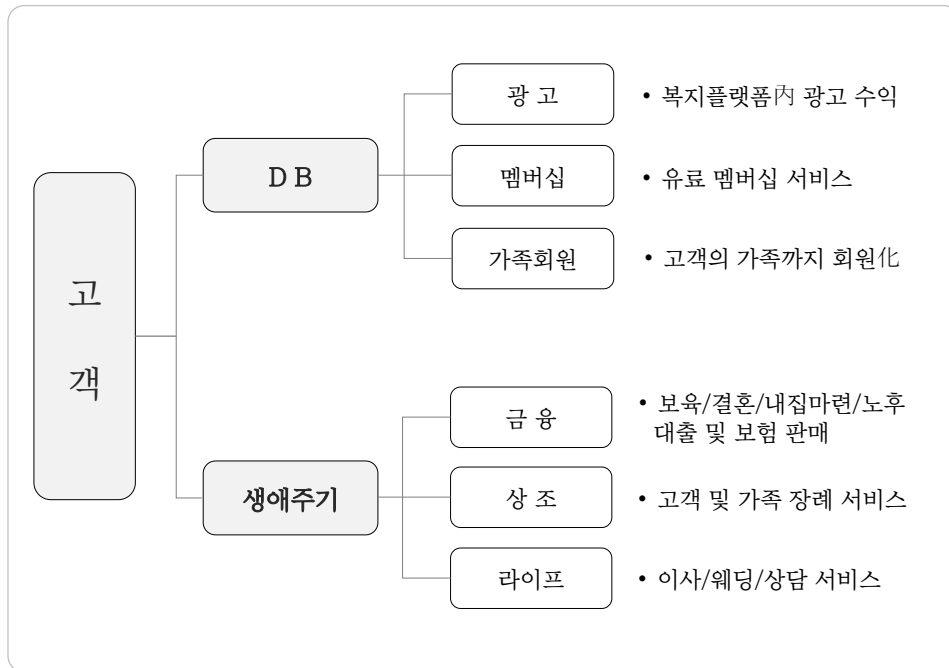 고
객
D B
광 고
• 복지플랫폼內 광고 수익
멤버십
• 유료 멤버십 서비스
가족회원
• 고객의 가족까지 회원化
생애주기
금 융
• 보육/결혼/내집마련/노후
대출 및 보험 판매
상 조
• 고객 및 가족 장례 서비스
라이프
• 이사/웨딩/상담 서비스